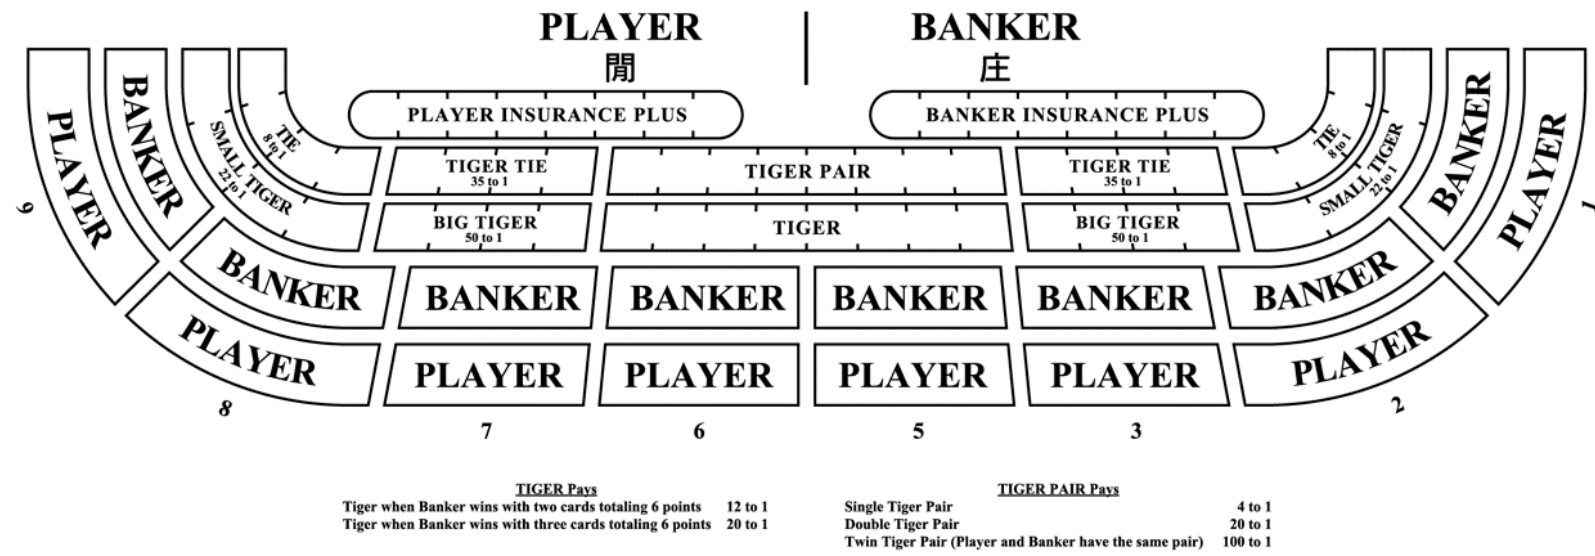 PLAYER
閒
BANKER
庄
PLAYER INSURANCE PLUS
BANKER INSURANCE PLUS
PLAYER
BANKER
SMALL TIGER
22 to 1
TIE
8 to 1
TIGER TIE
35 to 1
TIGER PAIR
TIGER TIE
35 to 1
TIE
8 to 1
SMALL TIGER
22 to 1
BANKER
PLAYER
BIG TIGER
50 to 1
TIGER
BIG TIGER
50 to 1
BANKER
BANKER
BANKER
BANKER
BANKER
BANKER
PLAYER
PLAYER
PLAYER
PLAYER
PLAYER
PLAYER
9
8
7
6
5
3
2
1
TIGER Pays
Tiger when Banker wins with two cards totaling 6 points 12 to 1
Tiger when Banker wins with three cards totaling 6 points 20 to 1
TIGER PAIR Pays
Single Tiger Pair 4 to 1
Double Tiger Pair 20 to 1
Twin Tiger Pair (Player and Banker have the same pair) 100 to 1